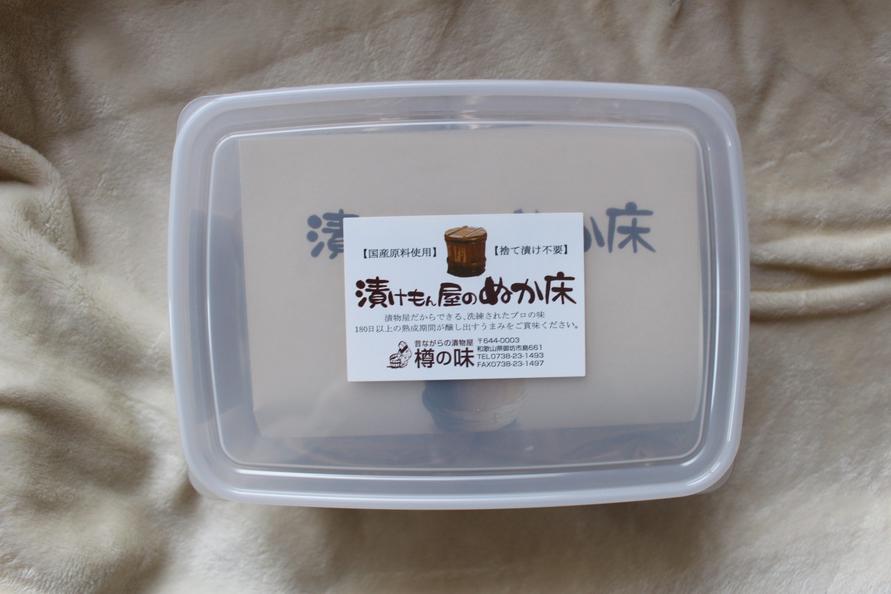 漬 ぬか床
【国産原料使用】 【捨て漬け不要】
漬けもん屋のぬか床
漬物屋だからできる、洗練されたプロの味
180日以上の熟成期間が醸し出すうまみをご賞味ください。
昔ながらの漬物屋
樽の味
〒644-0003
和歌山県御坊市島661
TEL0738-23-1493
FAX0738-23-1497